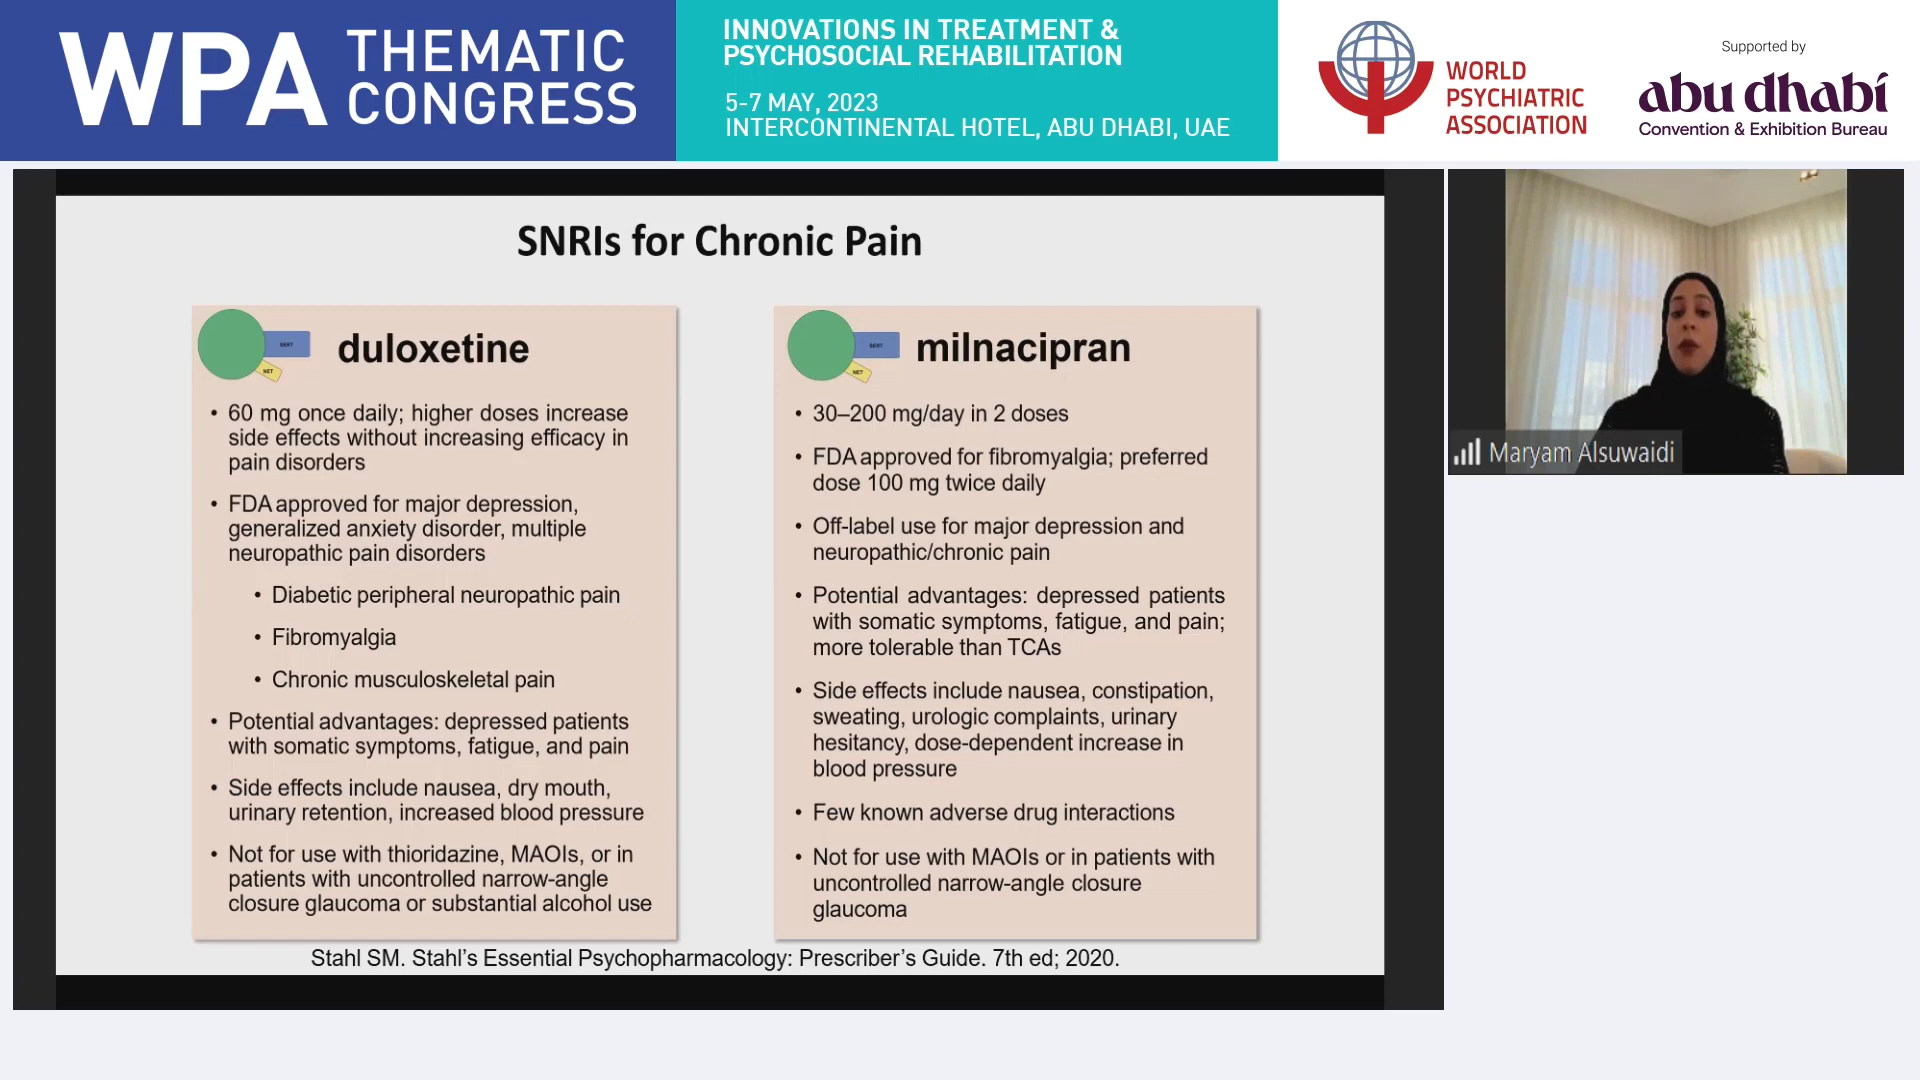 WPA THEMATIC
CONGRESS
INNOVATIONS IN TREATMENT &
PSYCHOSOCIAL REHABILITATION
5-7 MAY, 2023
INTERCONTINENTAL HOTEL, ABU DHABI, UAE
WORLD
PSYCHIATRIC
ASSOCIATION
Supported by
abu dhabi
Convention & Exhibition Bureau
SNRIs for Chronic Pain
SERT
NET
duloxetine
• 60 mg once daily; higher doses increase
side effects without increasing efficacy in
pain disorders
• FDA approved for major depression,
generalized anxiety disorder, multiple
neuropathic pain disorders
• Diabetic peripheral neuropathic pain
• Fibromyalgia
• Chronic musculoskeletal pain
• Potential advantages: depressed patients
with somatic symptoms, fatigue, and pain
• Side effects include nausea, dry mouth,
urinary retention, increased blood pressure
• Not for use with thioridazine, MAOIs, or in
patients with uncontrolled narrow-angle
closure glaucoma or substantial alcohol use
SERT
NET
milnacipran
• 30–200 mg/day in 2 doses
• FDA approved for fibromyalgia; preferred
dose 100 mg twice daily
• Off-label use for major depression and
neuropathic/chronic pain
• Potential advantages: depressed patients
with somatic symptoms, fatigue, and pain;
more tolerable than TCAs
• Side effects include nausea, constipation,
sweating, urologic complaints, urinary
hesitancy, dose-dependent increase in
blood pressure
• Few known adverse drug interactions
• Not for use with MAOIs or in patients with
uncontrolled narrow-angle closure
glaucoma
Stahl SM. Stahl's Essential Psychopharmacology: Prescriber's Guide. 7th ed; 2020.
Maryam Alsuwaidi